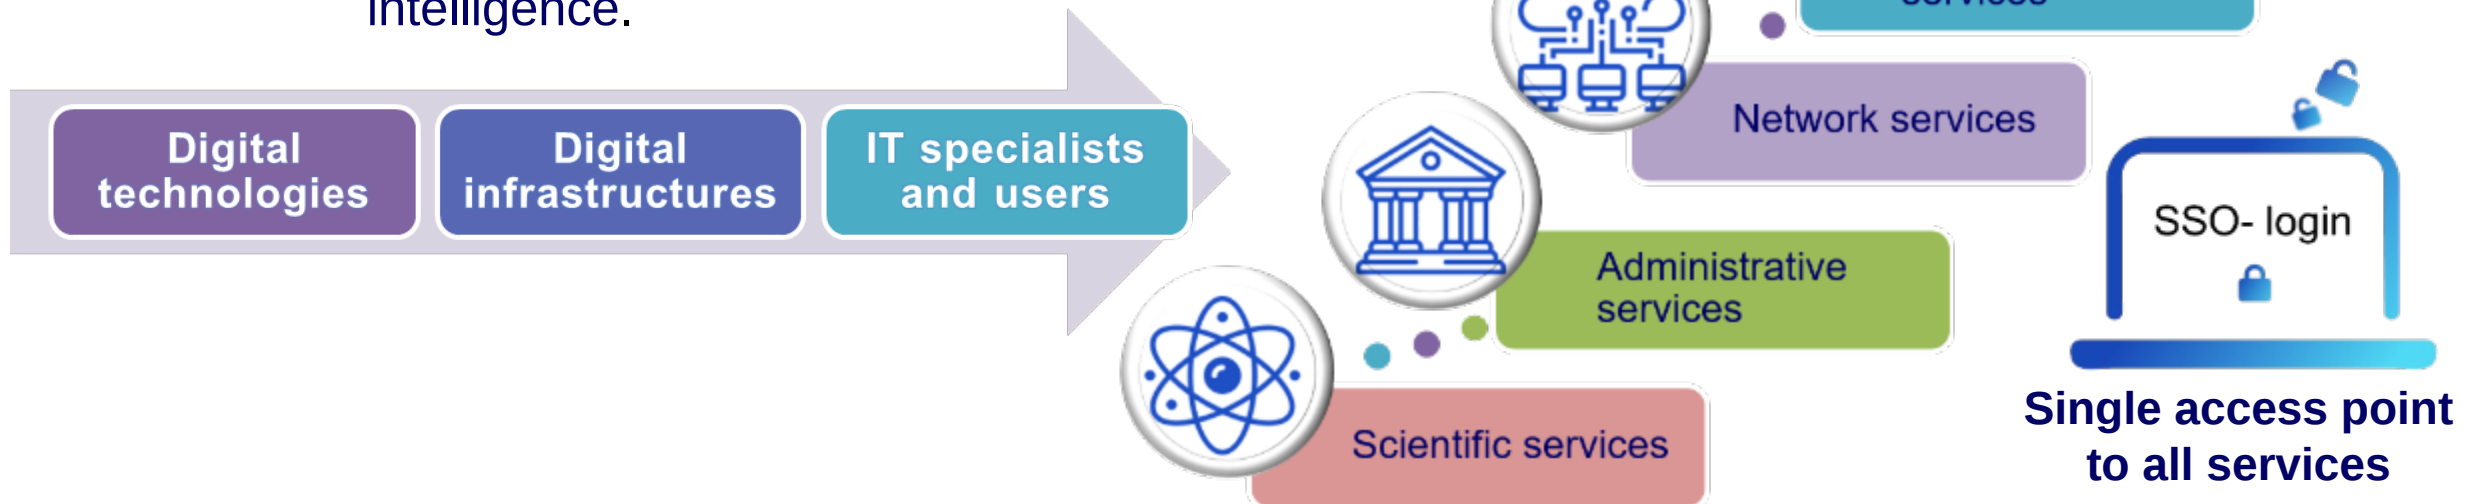 intelligence.
services
Digital
technologies
Digital
infrastructures
IT specialists
and users
Network services
SSO- login
Administrative
services
Scientific services
Single access point
to all services